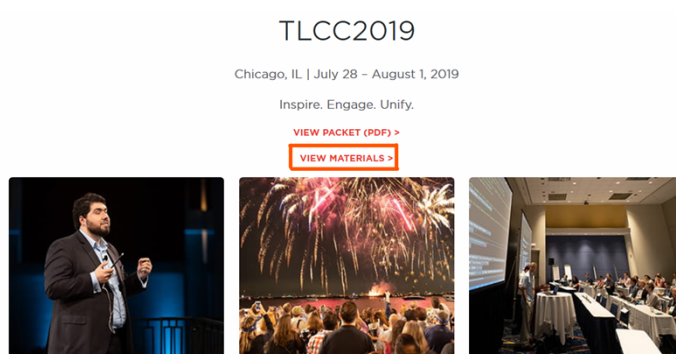 TLCC2019
Chicago, IL | July 28 – August 1, 2019
Inspire. Engage. Unify.
VIEW PACKET (PDF) >
VIEW MATERIALS >